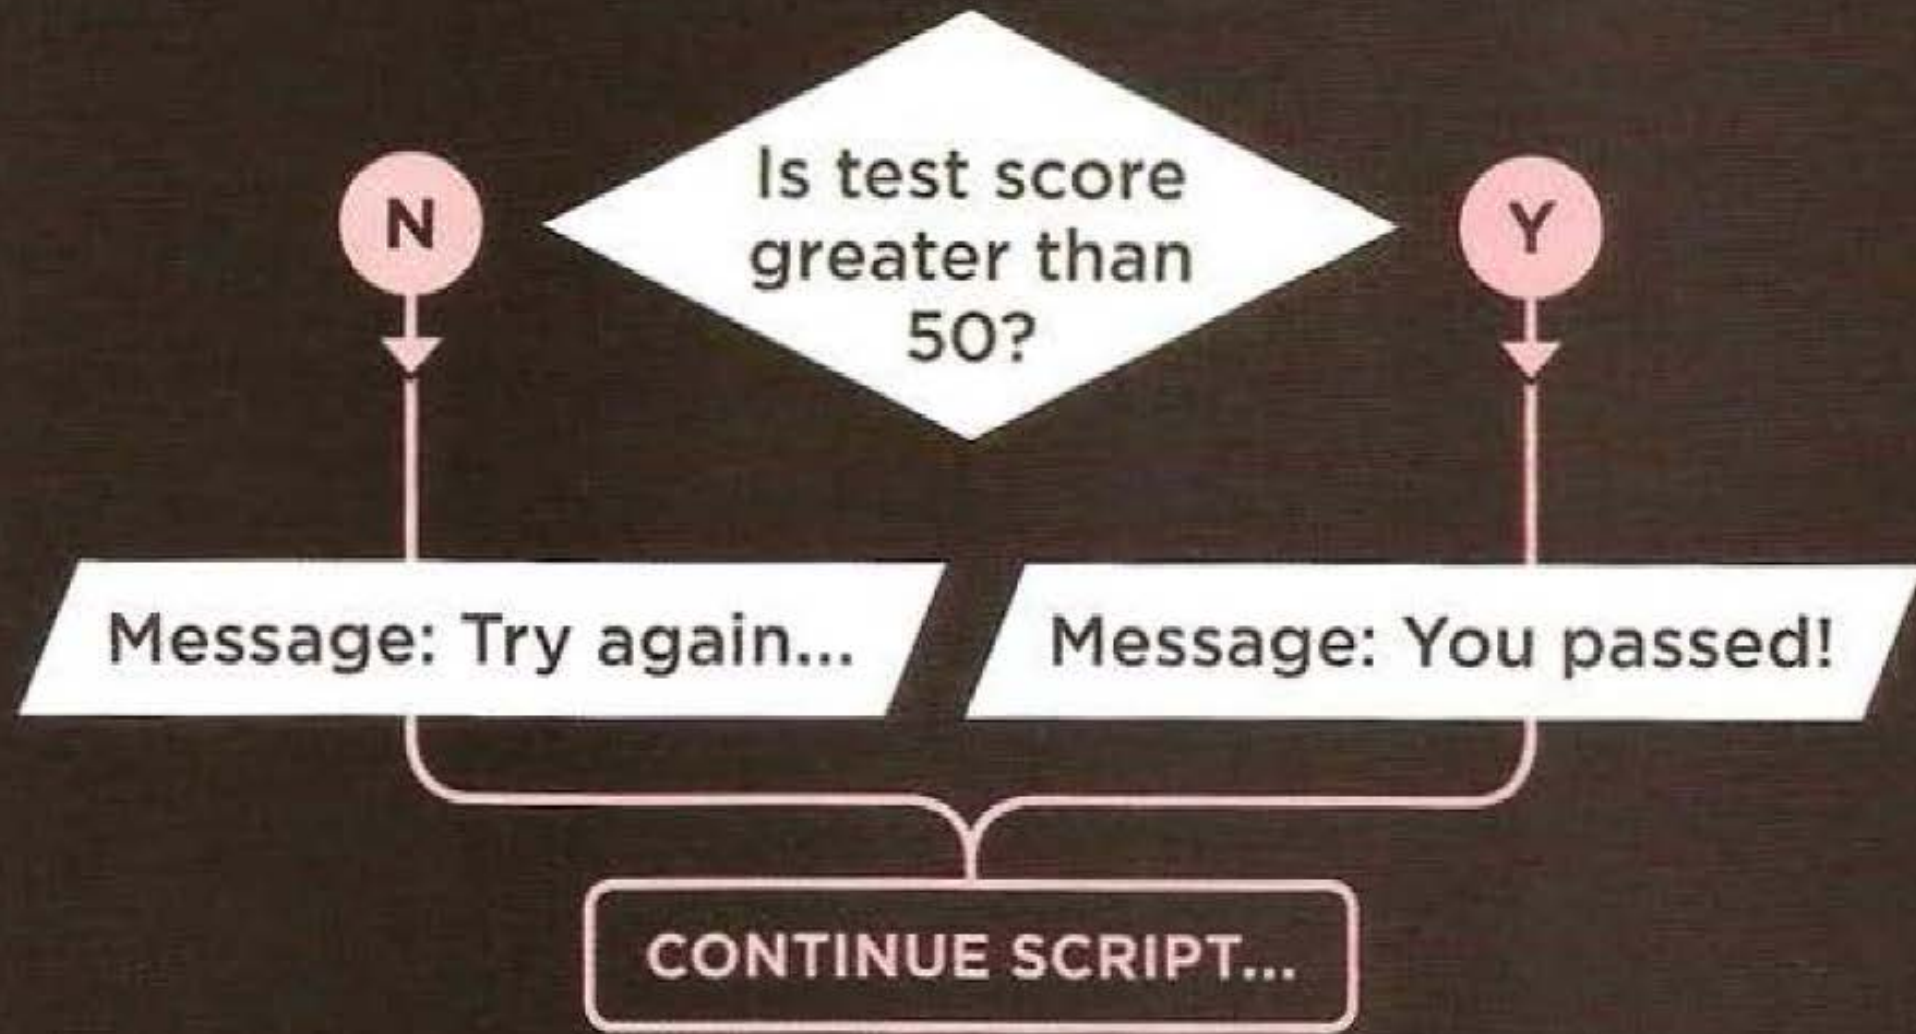 Is test score
greater than
50?
N
Y
Message: Try again...
Message: You passed!
CONTINUE SCRIPT...